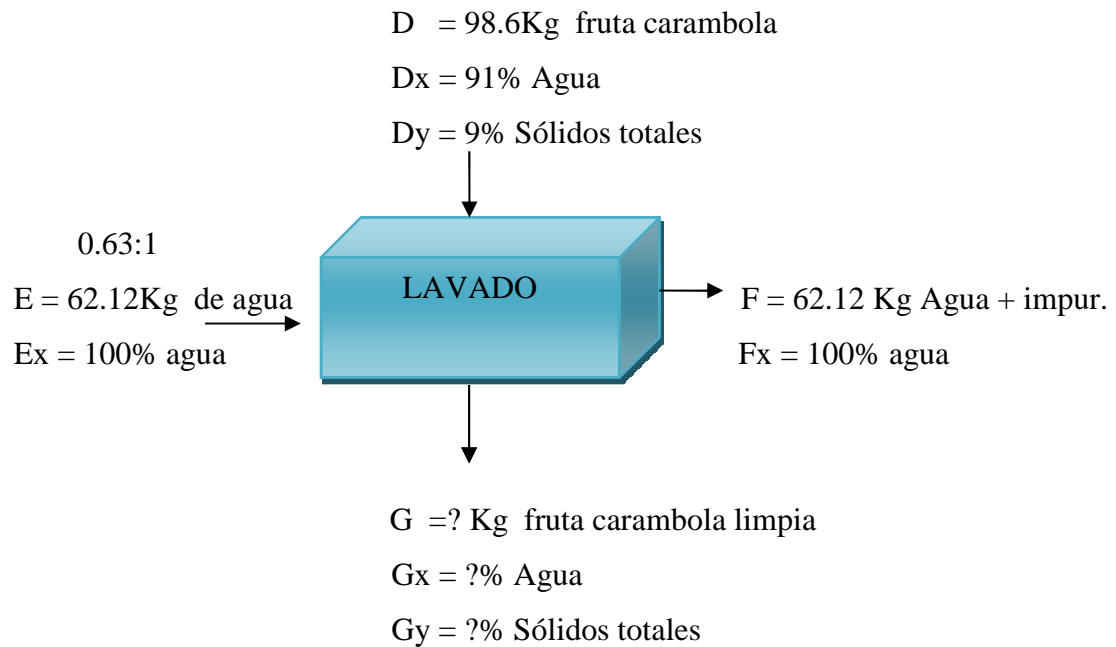 D = 98.6Kg fruta carambola
Dx = 91% Agua
Dy = 9% Sólidos totales
0.63:1
E = 62.12Kg de agua
Ex = 100% agua
LAVADO
F = 62.12 Kg Agua + impur.
Fx = 100% agua
G =? Kg fruta carambola limpia
Gx = ?% Agua
Gy = ?% Sólidos totales